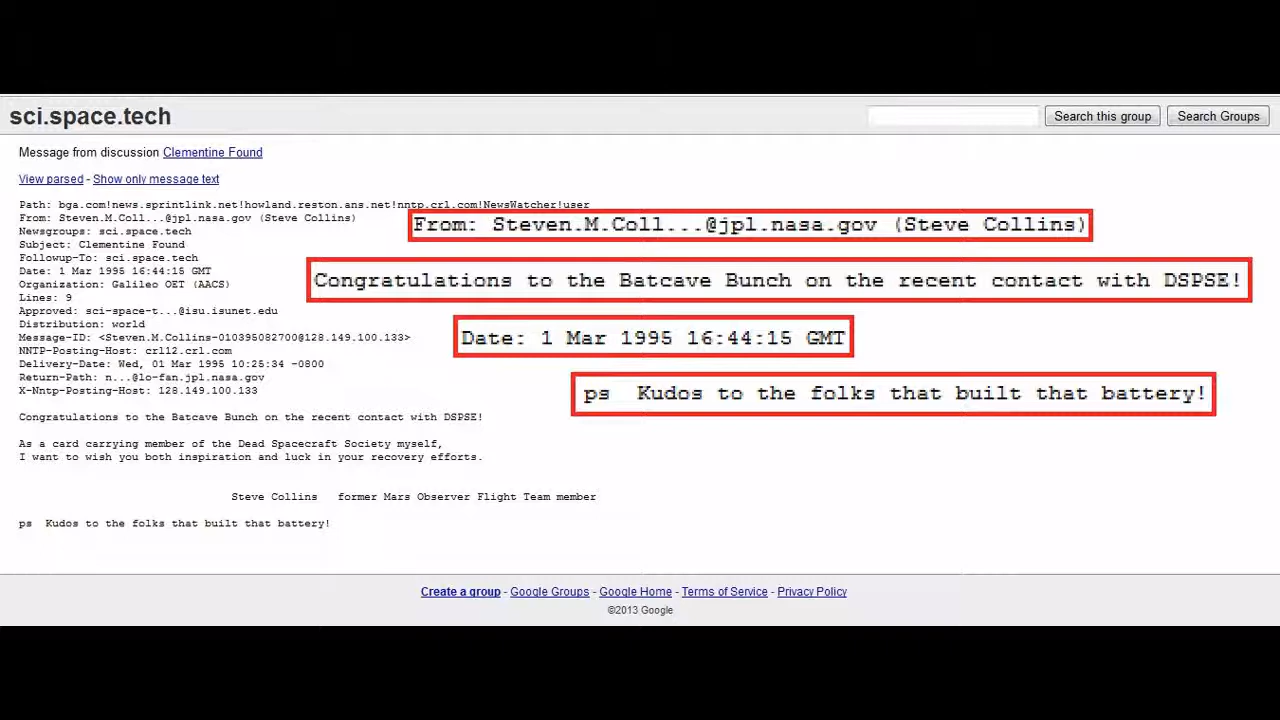 sci.space.tech
Search this group
Search Groups
Message from discussion Clementine Found
View parsed - Show only message text
Path: bga.com!news.sprintlink.net!howland.reston.ans.net!nntp.crl.com!NewsWatcher!user
From: Steven.M.Coll...@jpl.nasa.gov (Steve Collins)
Newsgroups: sci.space.tech
Subject: Clementine Found
Followup-To: sci.space.tech
Date: 1 Mar 1995 16:44:15 GMT
Organization: Galileo OET (AACS)
Lines: 9
Approved: sci-space-t...@isu.isunet.edu
Distribution: world
Message-ID: <Steven.M.Collins-010395082700@128.149.100.133>
NNTP-Posting-Host: crl12.crl.com
Delivery-Date: Wed, 01 Mar 1995 10:25:34 -0800
Return-Path: n...@lo-fan.jpl.nasa.gov
X-Nntp-Posting-Host: 128.149.100.133
Congratulations to the Batcave Bunch on the recent contact with DSPSE!
As a card carrying member of the Dead Spacecraft Society myself,
I want to wish you both inspiration and luck in your recovery efforts.
Steve Collins former Mars Observer Flight Team member
ps Kudos to the folks that built that battery!
From: Steven.M.Coll...@jpl.nasa.gov (Steve Collins)
Congratulations to the Batcave Bunch on the recent contact with DSPSE!
Date: 1 Mar 1995 16:44:15 GMT
ps Kudos to the folks that built that battery!
Create a group - Google Groups - Google Home - Terms of Service - Privacy Policy
©2013 Google